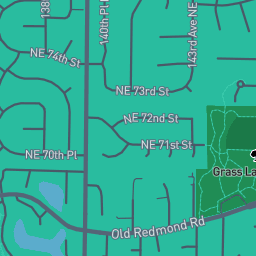 138
140th Pl
143rd Ave NE
NE 74th St
NE 73rd St
NE 72nd St
NE 71st St
NE 70th Pl
Grass La
Old Redmond Rd